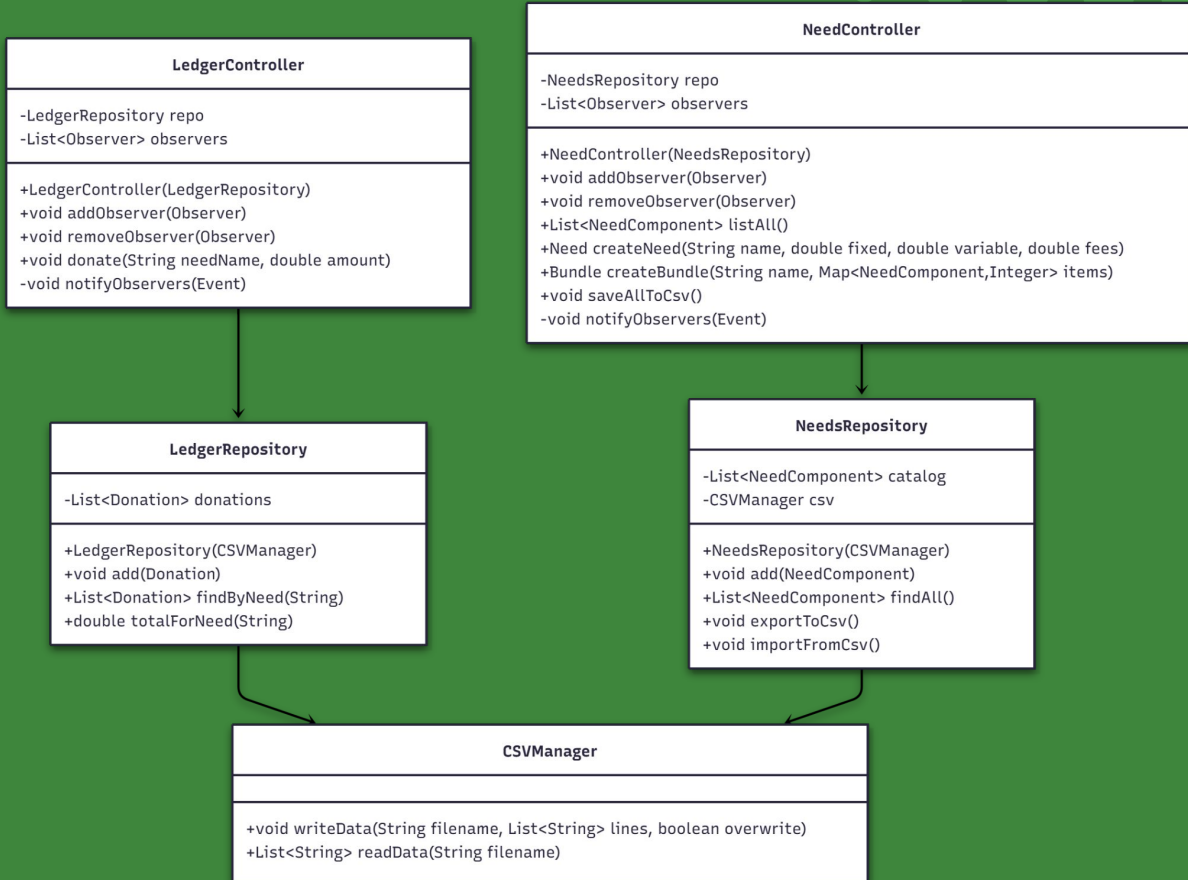 LedgerController
-LedgerRepository repo
-List<Observer> observers
+LedgerController(LedgerRepository)
+void addObserver(Observer)
+void removeObserver(Observer)
+void donate(String needName, double amount)
-void notifyObservers(Event)
NeedController
-NeedsRepository repo
-List<Observer> observers
+NeedController(NeedsRepository)
+void addObserver(Observer)
+void removeObserver(Observer)
+List<NeedComponent> listAll()
+Need createNeed(String name, double fixed, double variable, double fees)
+Bundle createBundle(String name, Map<NeedComponent,Integer> items)
+void saveAllToCsv()
-void notifyObservers(Event)
LedgerRepository
-List<Donation> donations
+LedgerRepository(CSVManager)
+void add(Donation)
+List<Donation> findByNeed(String)
+double totalForNeed(String)
NeedsRepository
-List<NeedComponent> catalog
-CSVManager csv
+NeedsRepository(CSVManager)
+void add(NeedComponent)
+List<NeedComponent> findAll()
+void exportToCsv()
+void importFromCsv()
CSVManager
+void writeData(String filename, List<String> lines, boolean overwrite)
+List<String> readData(String filename)